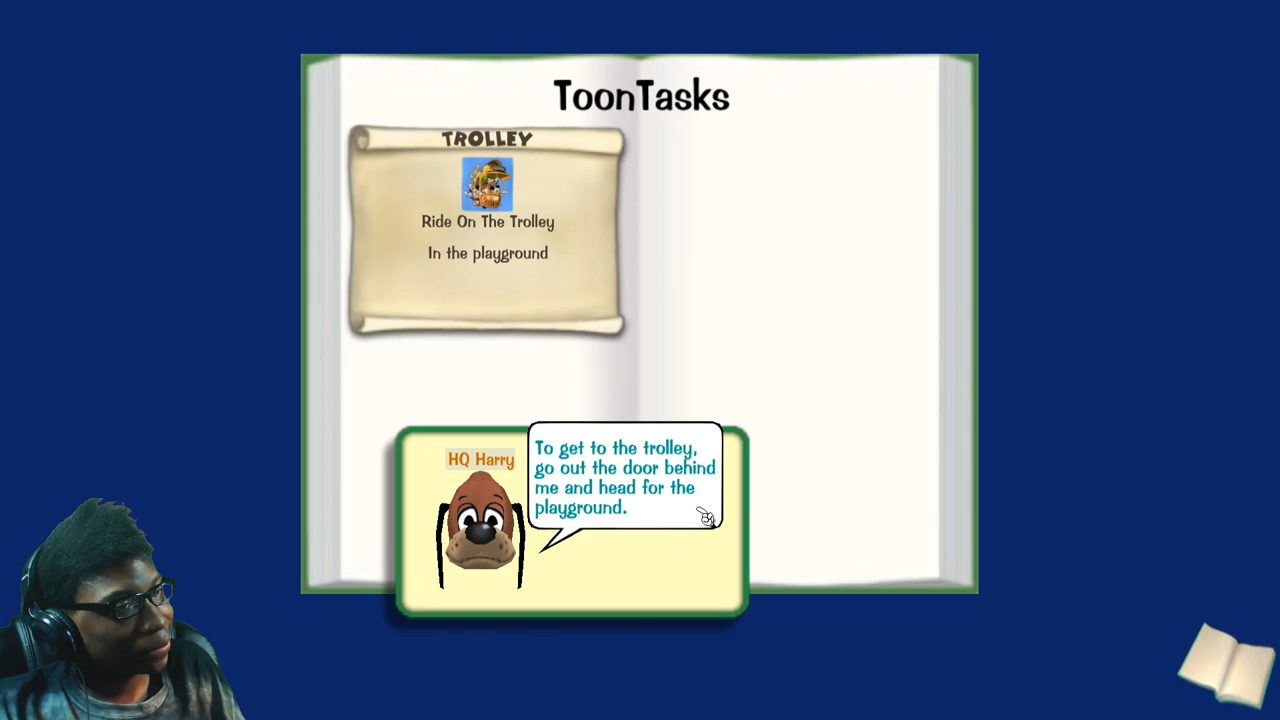 ToonTasks
TROLLEY
Ride On The Trolley
In the playground
HQ Harry
To get to the trolley,
go out the door behind
me and head for the
playground.